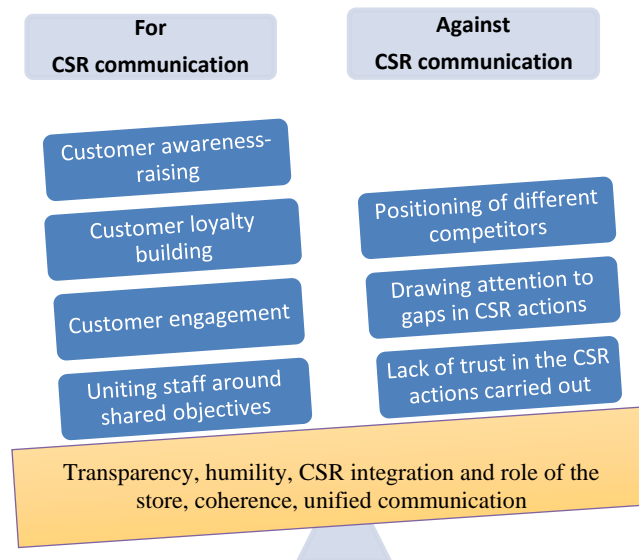 For
CSR communication
Against
CSR communication
Customer awareness-
raising
Customer loyalty
building
Customer engagement
Uniting staff around
shared objectives
Positioning of different
competitors
Drawing attention to
gaps in CSR actions
Lack of trust in the CSR
actions carried out
Transparency, humility, CSR integration and role of the
store, coherence, unified communication